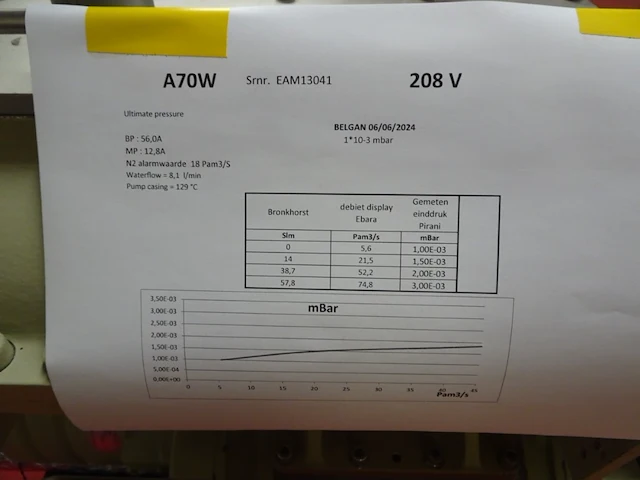 A70W Srnr. EAM13041 208 V
Ultimate pressure
BELGAN 06/06/2024
1*10-3 mbar
BP : 56,0A
MP : 12,8A
N2 alarmwaarde 18 Pam3/S
Waterflow = 8,1 l/min
Pump casing = 129 °C
Bronkhorst debiet display Ebara Gemeten einddruk Pirani
Slm Pam3/s mBar
0 5,6 1,00E-03
14 21,5 1,50E-03
38,7 52,2 2,00E-03
57,8 74,8 3,00E-03
mBar
3,50E-03
3,00E-03
2,50E-03
2,00E-03
1,50E-03
1,00E-03
5,00E-04
0,00E+00
0 5 10 15 20 25 30 35 40 45
Pam3/s